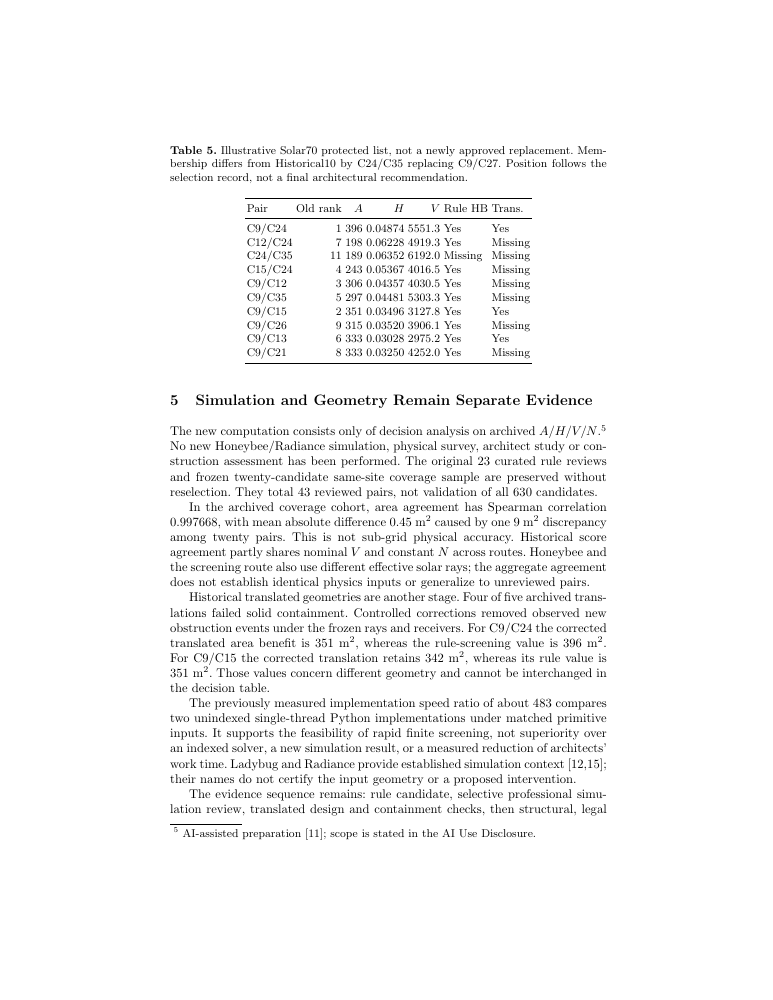 Table 5. Illustrative Solar70 protected list, not a newly approved replacement. Mem-
bership differs from Historical10 by C24/C35 replacing C9/C27. Position follows the
selection record, not a final architectural recommendation.
Pair Old rank A H V Rule HB Trans.
C9/C24 1 396 0.04874 5551.3 Yes Yes
C12/C24 7 198 0.06228 4919.3 Yes Missing
C24/C35 11 189 0.06352 6192.0 Missing Missing
C15/C24 4 243 0.05367 4016.5 Yes Missing
C9/C12 3 306 0.04357 4030.5 Yes Missing
C9/C35 5 297 0.04481 5303.3 Yes Missing
C9/C15 2 351 0.03496 3127.8 Yes Yes
C9/C26 9 315 0.03520 3906.1 Yes Missing
C9/C13 6 333 0.03028 2975.2 Yes Yes
C9/C21 8 333 0.03250 4252.0 Yes Missing
5 Simulation and Geometry Remain Separate Evidence
The new computation consists only of decision analysis on archived A/H/V/N.⁵
No new Honeybee/Radiance simulation, physical survey, architect study or con-
struction assessment has been performed. The original 23 curated rule reviews
and frozen twenty-candidate same-site coverage sample are preserved without
reselection. They total 43 reviewed pairs, not validation of all 630 candidates.
In the archived coverage cohort, area agreement has Spearman correlation
0.997668, with mean absolute difference 0.45 m² caused by one 9 m² discrepancy
among twenty pairs. This is not sub-grid physical accuracy. Historical score
agreement partly shares nominal V and constant N across routes. Honeybee and
the screening route also use different effective solar rays; the aggregate agreement
does not establish identical physics inputs or generalize to unreviewed pairs.
Historical translated geometries are another stage. Four of five archived trans-
lations failed solid containment. Controlled corrections removed observed new
obstruction events under the frozen rays and receivers. For C9/C24 the corrected
translated area benefit is 351 m², whereas the rule-screening value is 396 m².
For C9/C15 the corrected translation retains 342 m², whereas its rule value is
351 m². Those values concern different geometry and cannot be interchanged in
the decision table.
The previously measured implementation speed ratio of about 483 compares
two unindexed single-thread Python implementations under matched primitive
inputs. It supports the feasibility of rapid finite screening, not superiority over
an indexed solver, a new simulation result, or a measured reduction of architects'
work time. Ladybug and Radiance provide established simulation context [12,15];
their names do not certify the input geometry or a proposed intervention.
The evidence sequence remains: rule candidate, selective professional simu-
lation review, translated design and containment checks, then structural, legal
⁵ AI-assisted preparation [11]; scope is stated in the AI Use Disclosure.